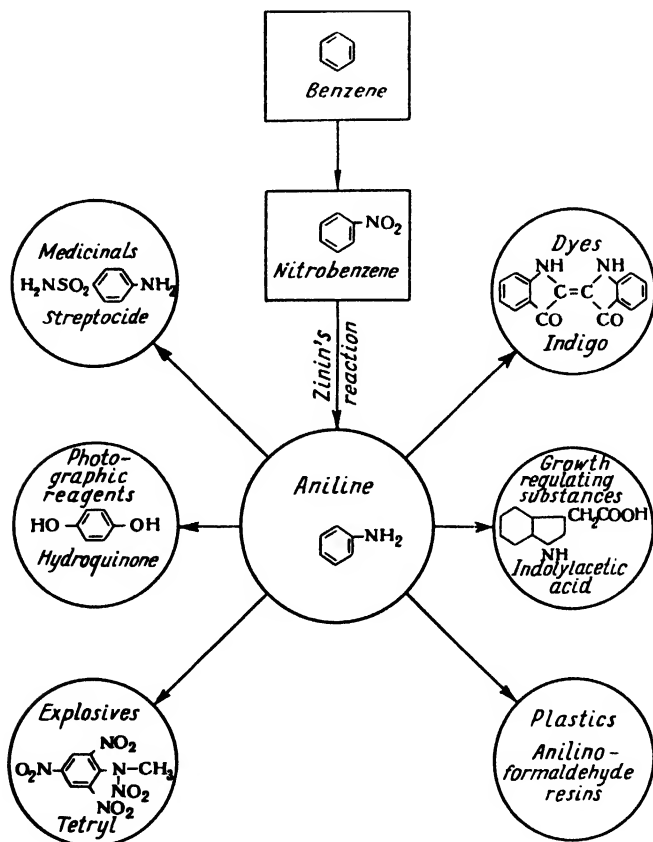 Benzene
NO2
Nitrobenzene
Zinin's
reaction
Medicinals
H2NSO2 NH2
Streptocide
Dyes
NH NH
C=C
CO CO
Indigo
Photo-
graphic
reagents
HO OH
Hydroquinone
Aniline
NH2
Growth
regulating
substances
CH2COOH
NH
Indolylacetic
acid
Explosives
NO2
O2N N-CH3
NO2
NO2
Tetryl
Plastics
Anilino-
formaldehyde
resins